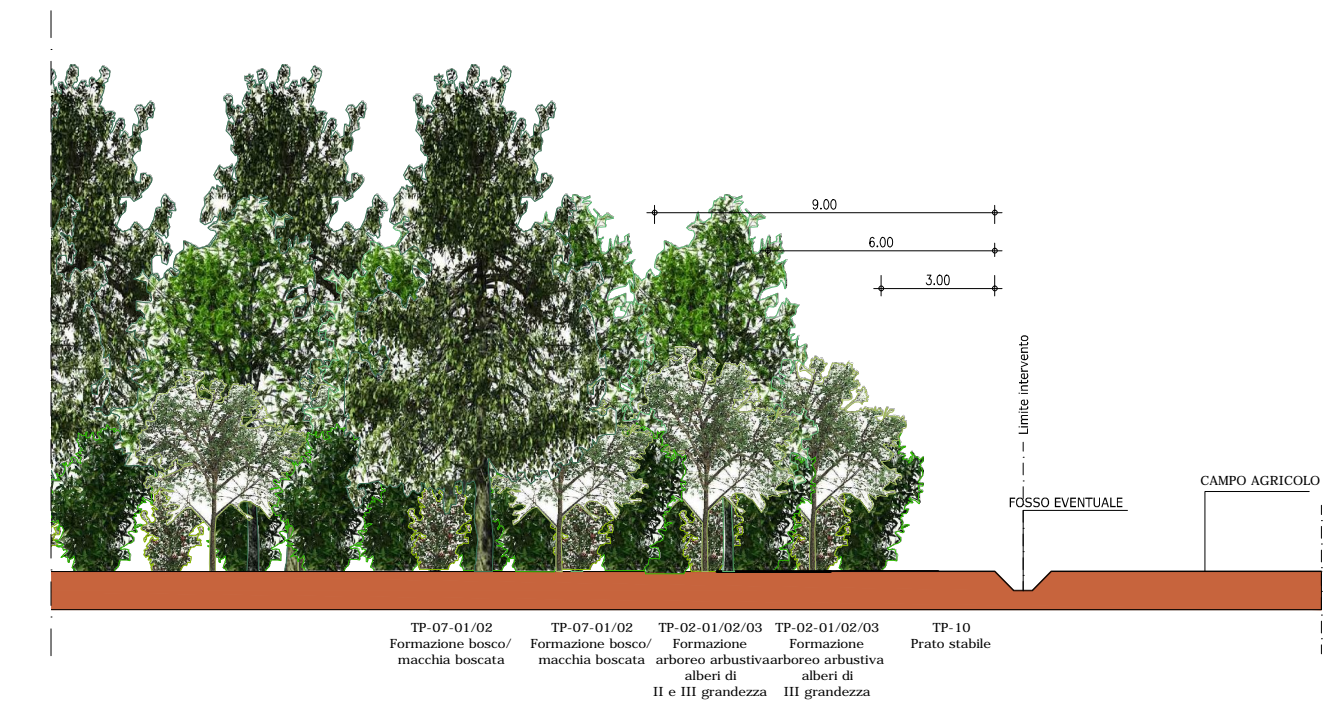 9.00
6.00
3.00
Limite intervento
CAMPO AGRICOLO
FOSSO EVENTUALE
TP-07-01/02
Formazione bosco/
macchia boscata
TP-07-01/02
Formazione bosco/
macchia boscata
TP-02-01/02/03
Formazione
arboreo arbustiva
alberi di
II e III grandezza
TP-02-01/02/03
Formazione
arboreo arbustiva
alberi di
III grandezza
TP-10
Prato stabile